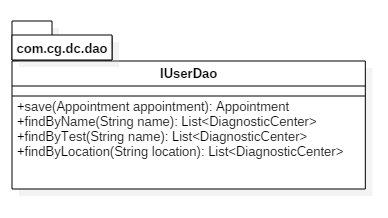 com.cg.dc.dao
IUserDao
+save(Appointment appointment): Appointment
+findByName(String name): List<DiagnosticCenter>
+findByTest(String name): List<DiagnosticCenter>
+findByLocation(String location): List<DiagnosticCenter>